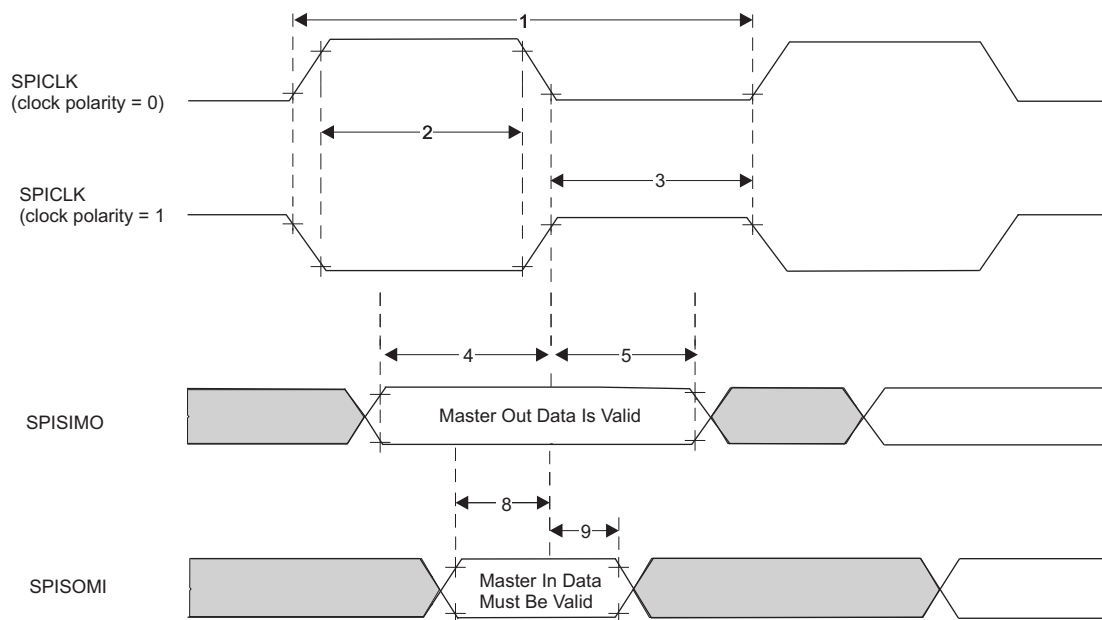 1
SPICLK
(clock polarity = 0)
2
SPICLK
(clock polarity = 1
3
4
5
SPISIMO
Master Out Data Is Valid
8
9
SPISOMI
Master In Data
Must Be Valid